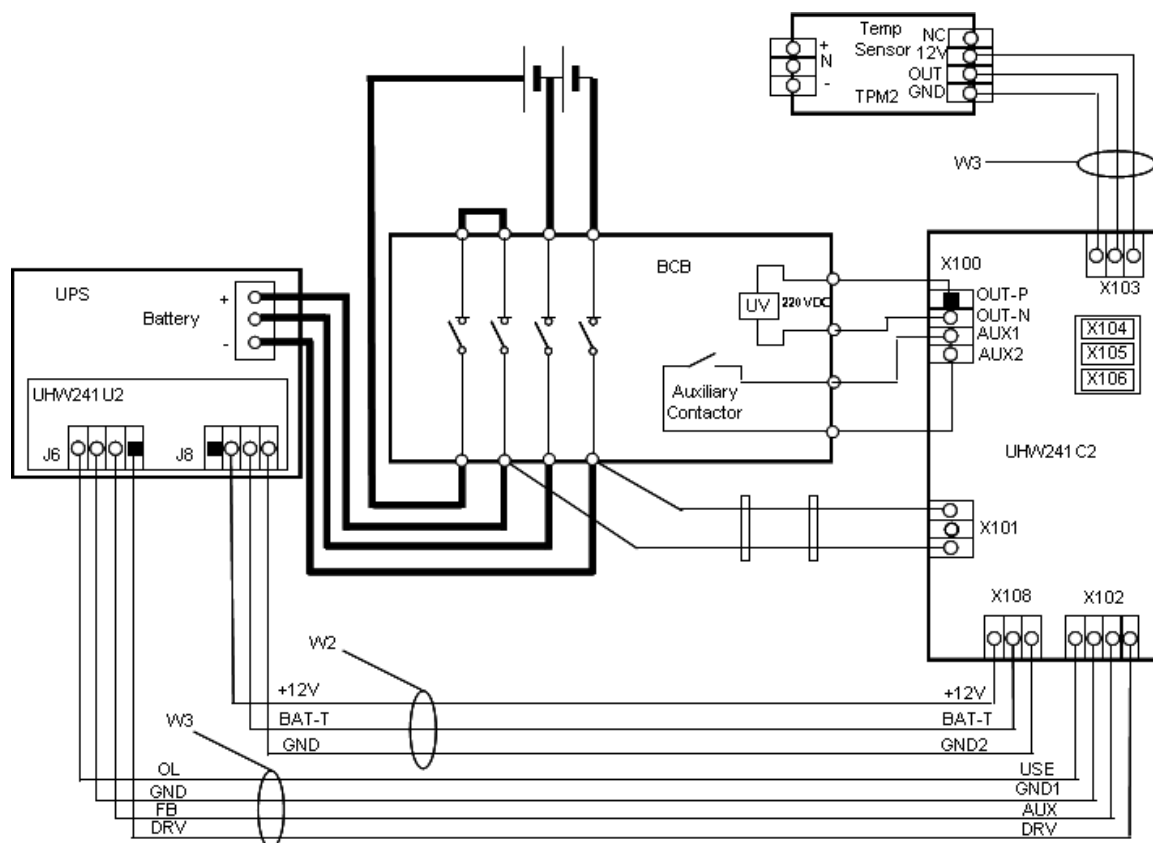 Temp
Sensor
TPM2
+
N
-
NC
12V
OUT
GND
W3
UPS
Battery
+
-
UHW241 U2
J6
J8
BCB
UV
220 VDC
Auxiliary
Contactor
X100
OUT-P
OUT-N
AUX1
AUX2
X103
X104
X105
X106
UHW241 C2
X101
X108
X102
W2
+12V
+12V
BAT-T
BAT-T
GND
GND2
W3
OL
USE
GND
GND1
FB
AUX
DRV
DRV